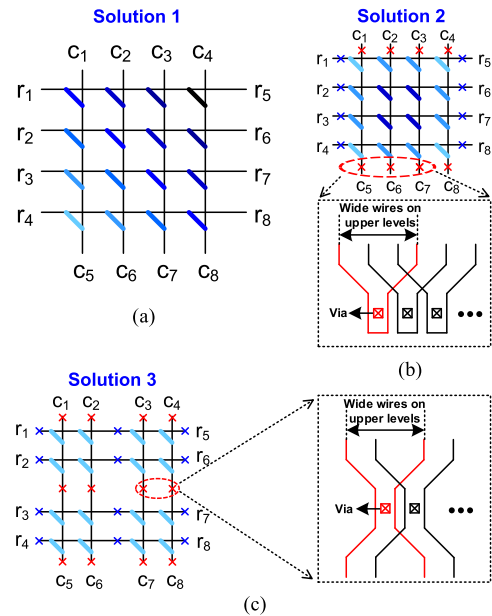 Solution 1
C1 C2 C3 C4
r1 r5
r2 r6
r3 r7
r4 r8
C5 C6 C7 C8
(a)
Solution 2
C1 C2 C3 C4
r1 r5
r2 r6
r3 r7
r4 r8
C5 C6 C7 C8
Wide wires on
upper levels
Via
(b)
Solution 3
C1 C2 C3 C4
r1 r5
r2 r6
r3 r7
r4 r8
C5 C6 C7 C8
Wide wires on
upper levels
Via
(c)